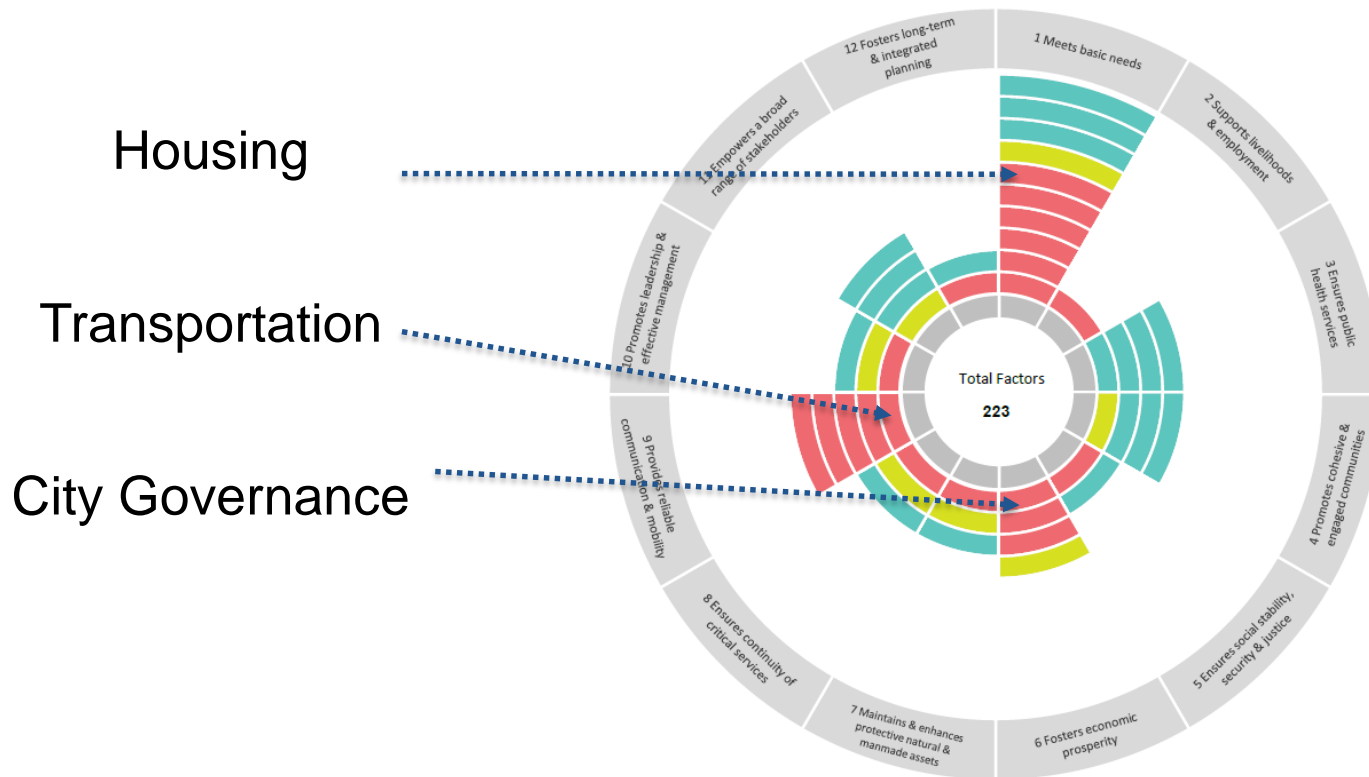 Housing
Transportation
City Governance
12 Fosters long-term
& integrated
planning
1 Meets basic needs
2 Supports livelihoods
& employment
3 Ensures public
health services
4 Promotes cohesive &
engaged communities
5 Ensures social stability,
security & justice
6 Fosters economic
prosperity
7 Maintains & enhances
protective natural &
manmade assets
8 Ensures continuity of
critical services
9 Provides reliable
communication & mobility
10 Promotes leadership &
effective management
11 Empowers a broad
range of stakeholders
Total Factors
223